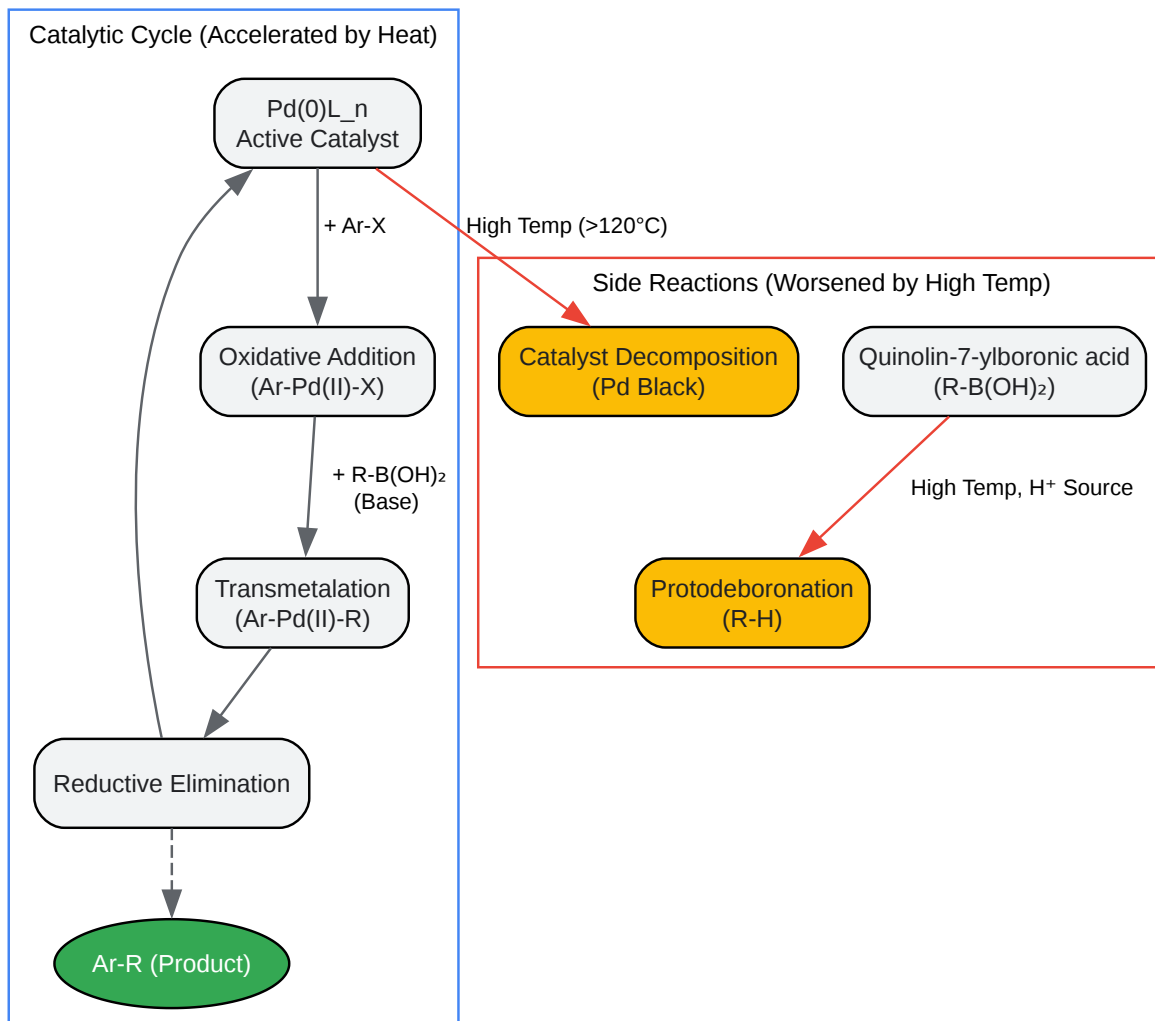 Catalytic Cycle (Accelerated by Heat)
Pd(0)L_n
Active Catalyst
+ Ar-X
High Temp (>120°C)
Side Reactions (Worsened by High Temp)
Oxidative Addition
(Ar-Pd(II)-X)
Catalyst Decomposition
(Pd Black)
Quinolin-7-ylboronic acid
(R-B(OH)₂)
+ R-B(OH)₂
(Base)
High Temp, H⁺ Source
Transmetalation
(Ar-Pd(II)-R)
Protodeboronation
(R-H)
Reductive Elimination
Ar-R (Product)